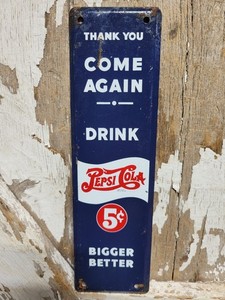 THANK YOU
COME
AGAIN
DRINK
PEPSI-COLA
5¢
BIGGER
BETTER